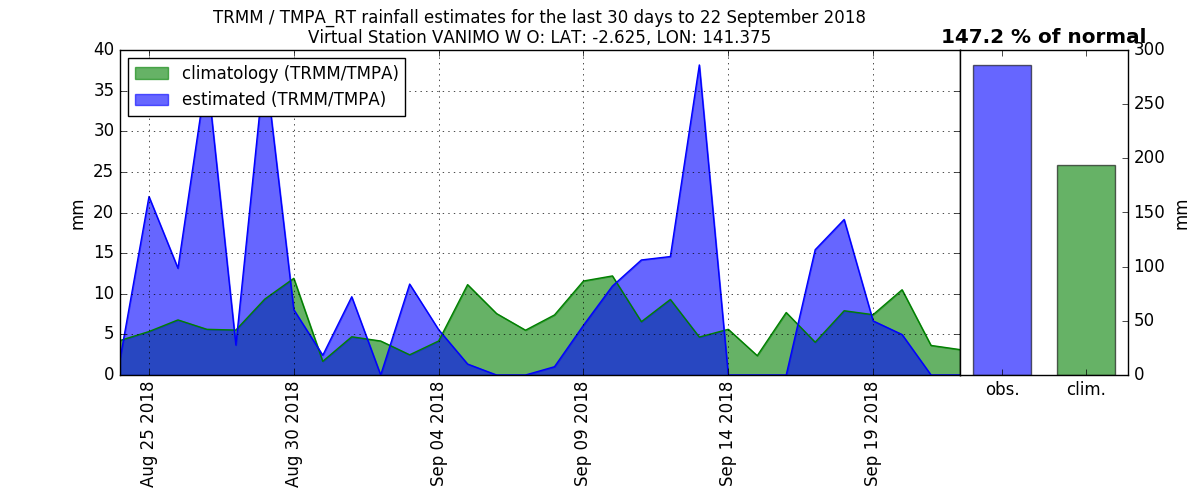 TRMM / TMPA_RT rainfall estimates for the last 30 days to 22 September 2018
Virtual Station VANIMO W O: LAT: -2.625, LON: 141.375
147.2 % of normal
climatology (TRMM/TMPA)
estimated (TRMM/TMPA)
mm
40
35
30
25
20
15
10
5
0
Aug 25 2018
Aug 30 2018
Sep 04 2018
Sep 09 2018
Sep 14 2018
Sep 19 2018
300
250
200
150
100
50
0
mm
obs.
clim.